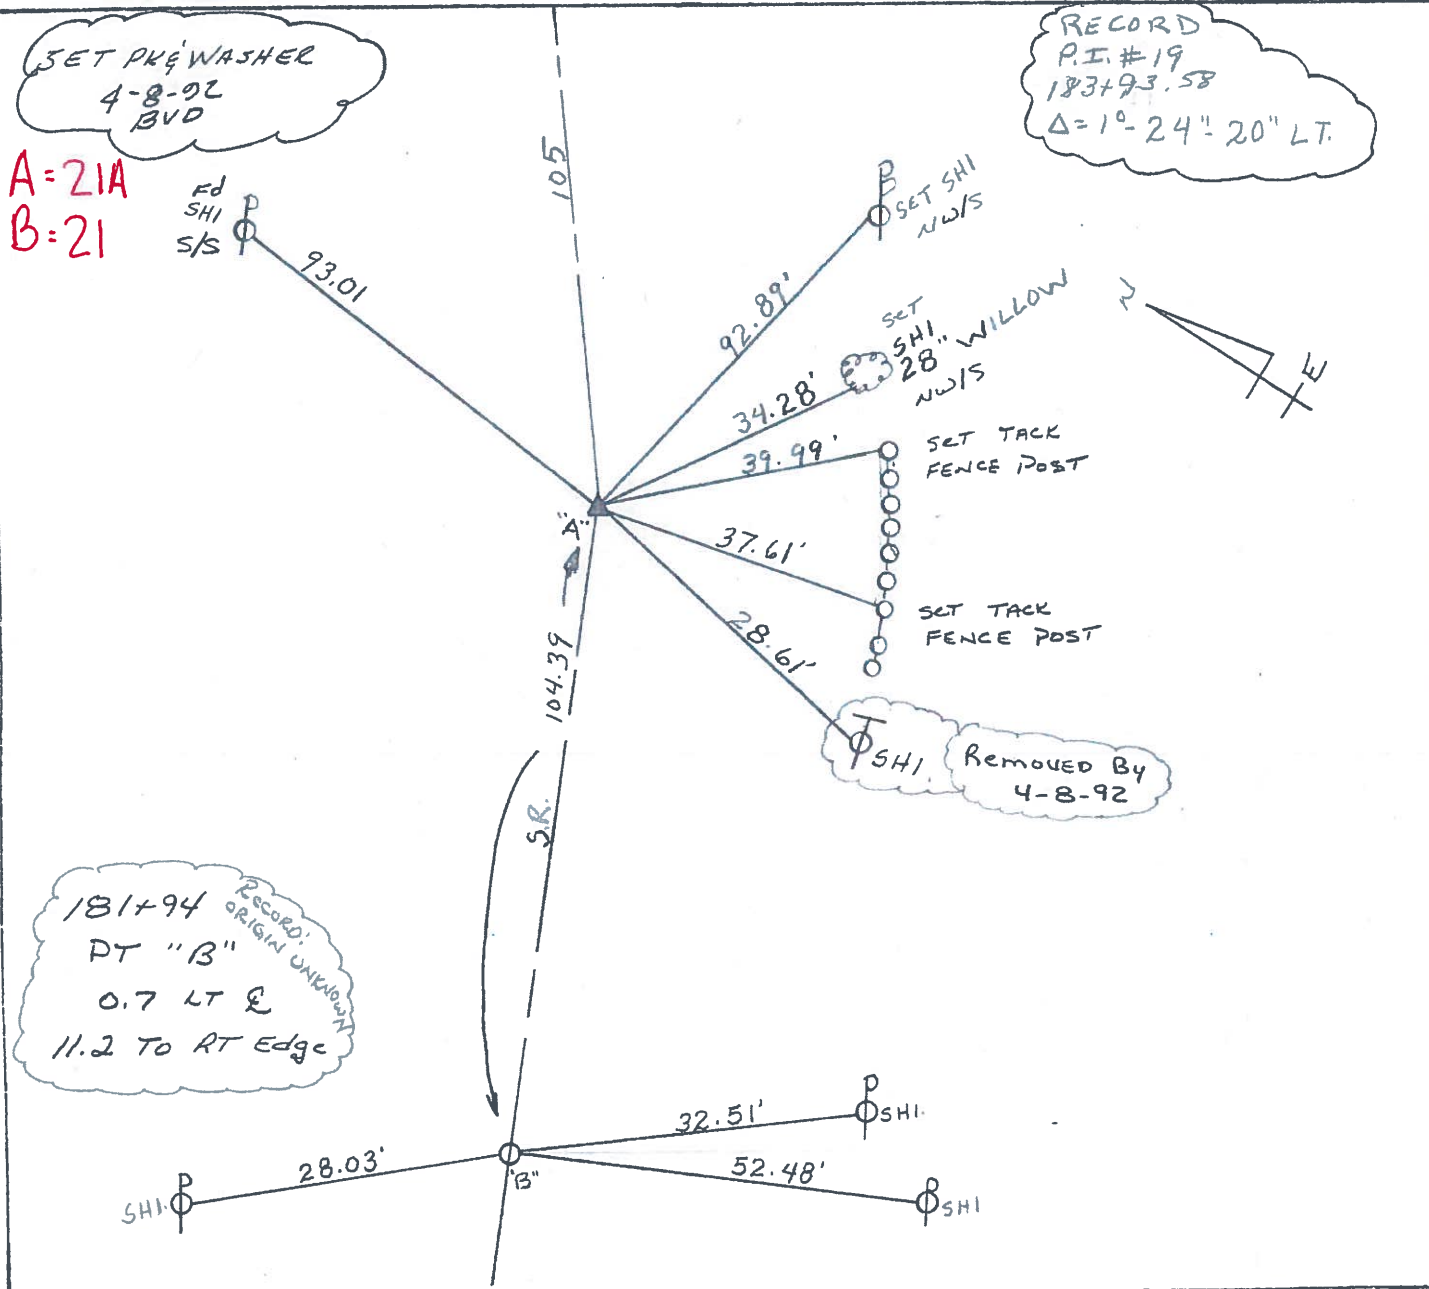 SET PK & WASHER
4-8-92
BVD
RECORD
P.I. # 19
183+93.58
Δ = 1°- 24"- 20" LT.
A = 21A
B = 21
Fd
SHI
S/S
P
93.01
105
P
SET SHI
NW/S
92.89'
SET
SHI
28" WILLOW
NW/S
34.28'
39.99'
SET TACK
FENCE POST
N
E
"A"
37.61'
SET TACK
FENCE POST
28.61'
104.39
SHI
REMOVED By
4-8-92
S.R.
181+94
PT "B"
0.7 LT ℄
11.2 To RT Edge
RECORD:
ORIGIN UNKNOWN
P
SHI.
32.51'
28.03'
"B"
52.48'
P
SHI.
P
SHI